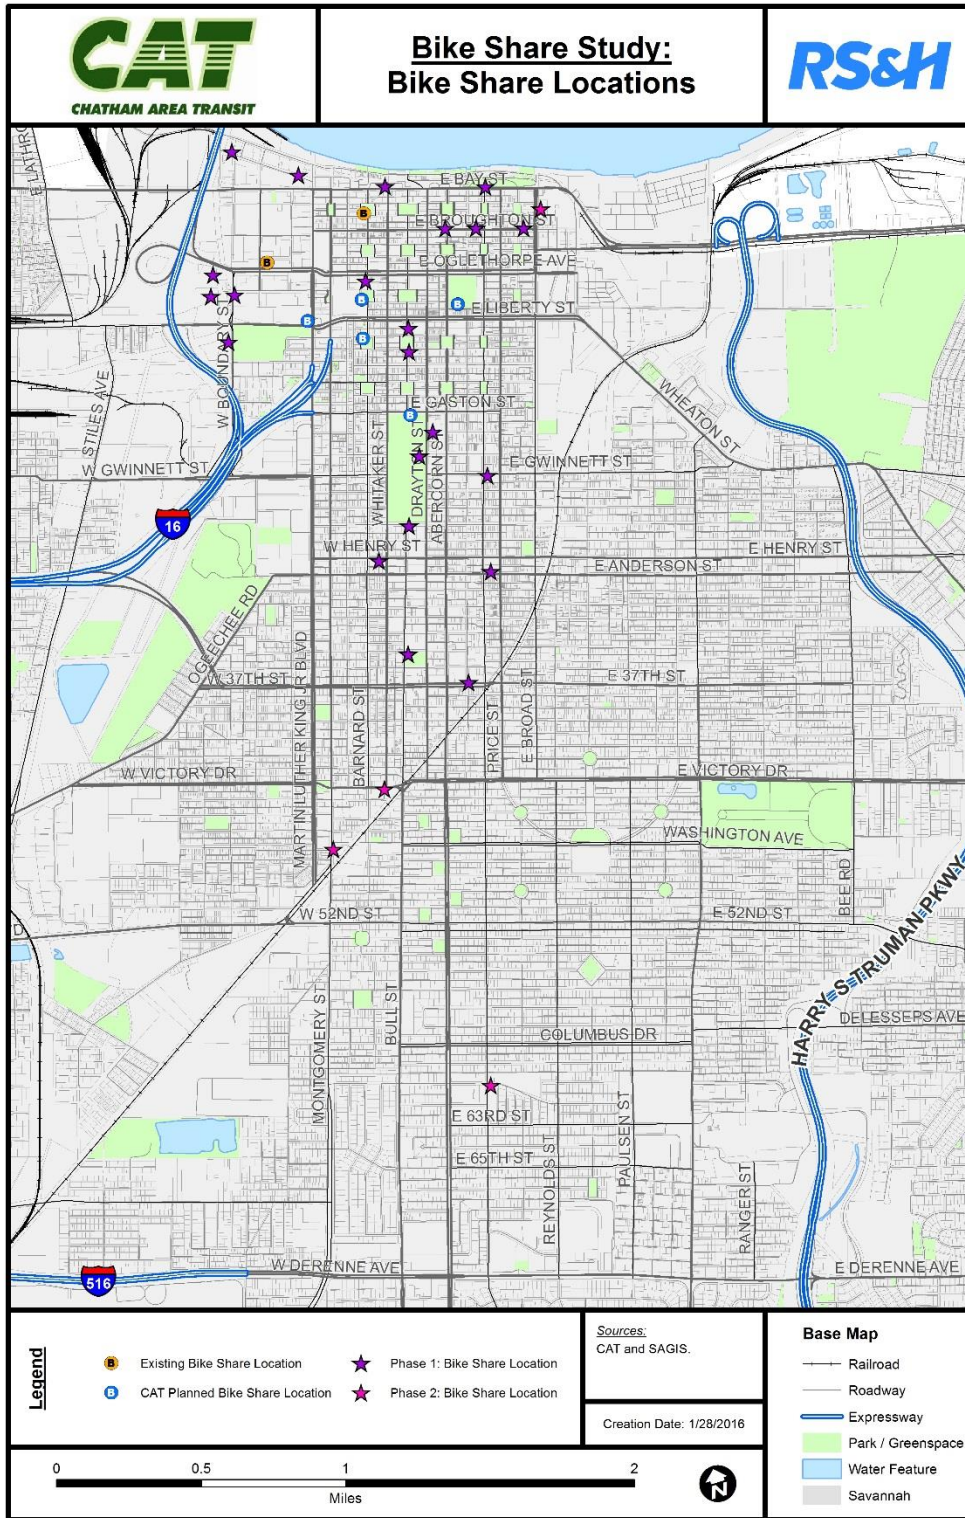 CAT
CHATHAM AREA TRANSIT
Bike Share Study:
Bike Share Locations
RS&H
E LATHRO
E BAY ST
E BROUGHTON ST
E OGLETHORPE AVE
E LIBERTY ST
W BOUNDARY ST
S STILES AVE
WHEATON ST
E GASTON ST
W GWINNETT ST
E GWINNETT ST
WHITAKER ST
DRAYTON ST
ABERCORN ST
16
W HENRY ST
E HENRY ST
E ANDERSON ST
OGEECHEE RD
W 37TH ST
E 37TH ST
MARTIN LUTHER KING JR BLVD
BARNARD ST
PRICE ST
E BROAD ST
W VICTORY DR
E VICTORY DR
WASHINGTON AVE
BEE RD
W 52ND ST
E 52ND ST
D
HARRY S TRUMAN PKWY
DELESSEPS AVE
COLUMBUS DR
MONTGOMERY ST
BULL ST
E 63RD ST
E 65TH ST
REYNOLDS ST
PAULSEN ST
RANGER ST
W DERENNE AVE
E DERENNE AVE
516
Legend
B Existing Bike Share Location
B CAT Planned Bike Share Location
Phase 1: Bike Share Location
Phase 2: Bike Share Location
Sources:
CAT and SAGIS.
Creation Date: 1/28/2016
Base Map
Railroad
Roadway
Expressway
Park / Greenspace
Water Feature
Savannah
0 0.5 1 2
Miles
N